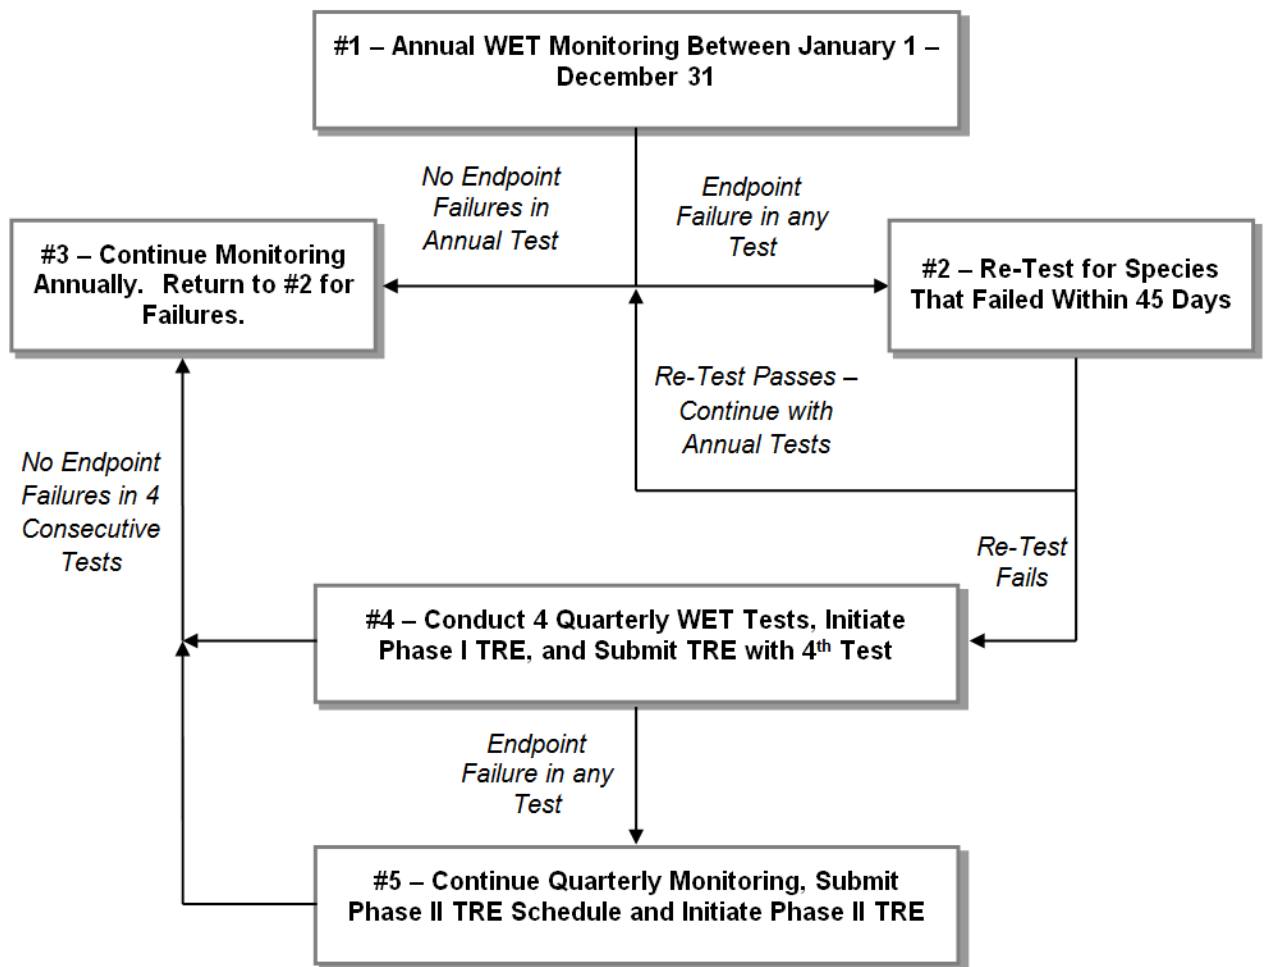 #1 – Annual WET Monitoring Between January 1 –
December 31
No Endpoint
Failures in
Annual Test
Endpoint
Failure in any
Test
#3 – Continue Monitoring
Annually.  Return to #2 for
Failures.
#2 – Re-Test for Species
That Failed Within 45 Days
Re-Test Passes –
Continue with
Annual Tests
No Endpoint
Failures in 4
Consecutive
Tests
Re-Test
Fails
#4 – Conduct 4 Quarterly WET Tests, Initiate
Phase I TRE, and Submit TRE with 4th Test
Endpoint
Failure in any
Test
#5 – Continue Quarterly Monitoring, Submit
Phase II TRE Schedule and Initiate Phase II TRE